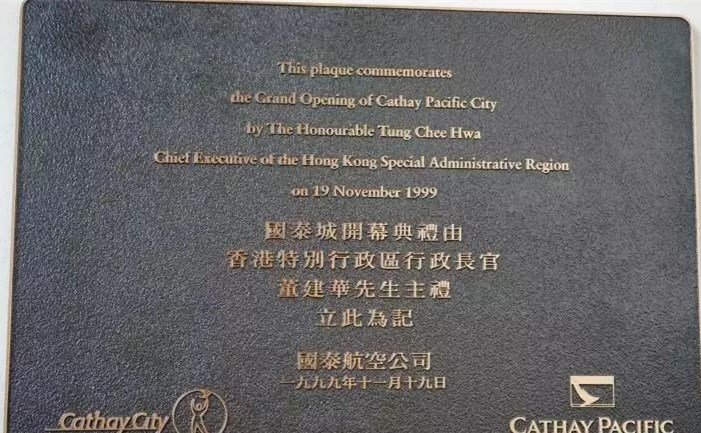 This plaque commemorates
the Grand Opening of Cathay Pacific City
by The Honourable Tung Chee Hwa
Chief Executive of the Hong Kong Special Administrative Region
on 19 November 1999
國泰城開幕典禮由
香港特別行政區行政長官
董建華先生主禮
立此為記
國泰航空公司
一九九九年十一月十九日
Cathay City
CATHAY PACIFIC